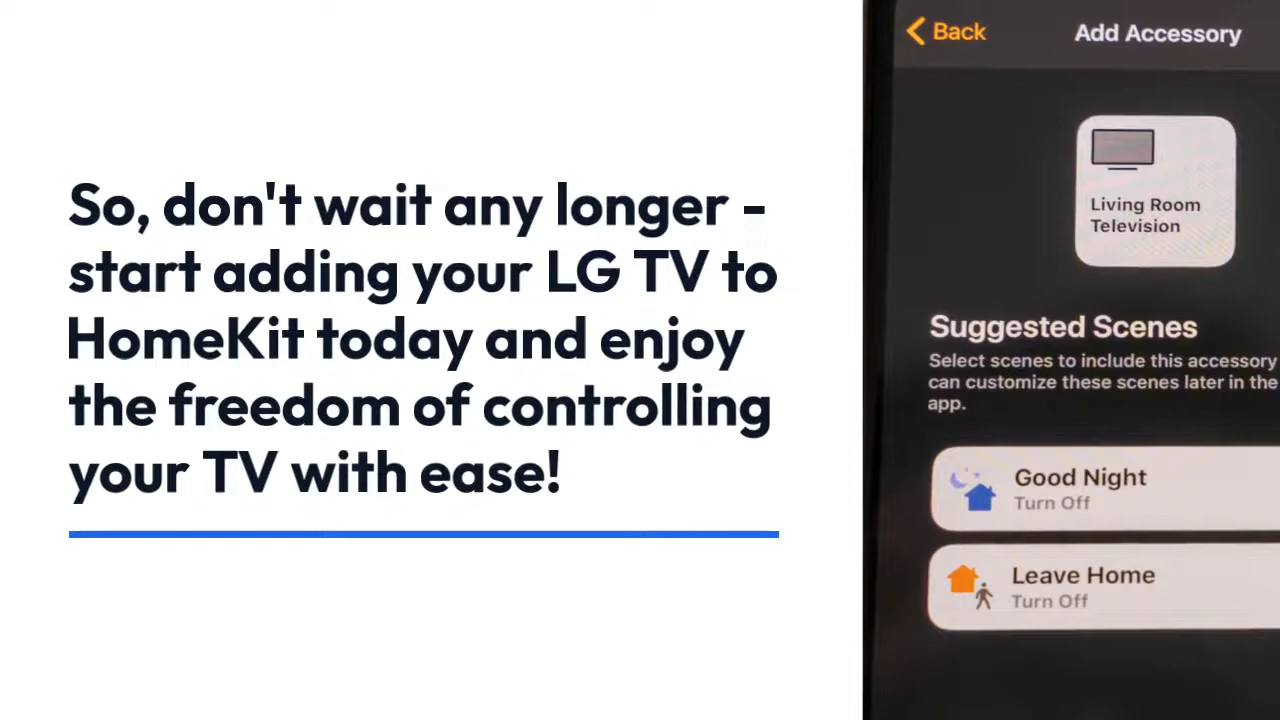 So, don't wait any longer -
start adding your LG TV to
HomeKit today and enjoy
the freedom of controlling
your TV with ease!
Back
Add Accessory
Living Room
Television
Suggested Scenes
Select scenes to include this accessory
can customize these scenes later in the
app.
Good Night
Turn Off
Leave Home
Turn Off